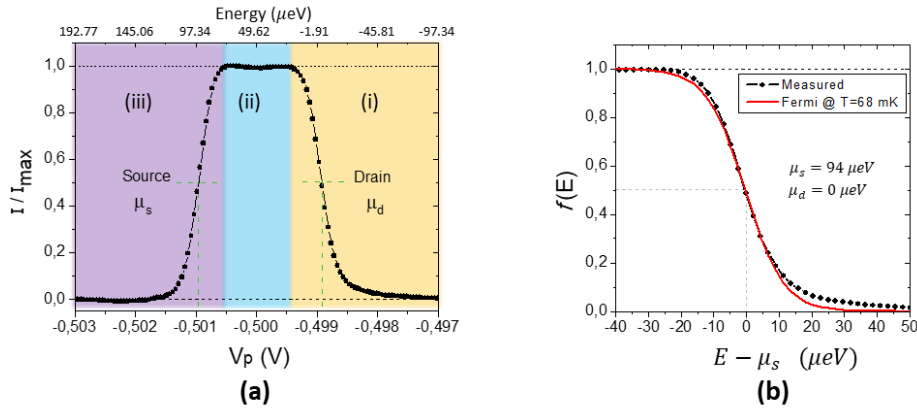 Energy (μeV)
192.77 145.06 97.34 49.62 -1.91 -45.81 -97.34
1,0
0,8
0,6
0,4
0,2
0,0
I / Imax
(iii) (ii) (i)
Source Drain
μs μd
-0,503 -0,502 -0,501 -0,500 -0,499 -0,498 -0,497
Vp (V)
(a)
1,0
0,8
0,6
0,4
0,2
0,0
f(E)
Measured
Fermi @ T=68 mK
μs = 94 μeV
μd = 0 μeV
-40 -30 -20 -10 0 10 20 30 40 50
E − μs (μeV)
(b)